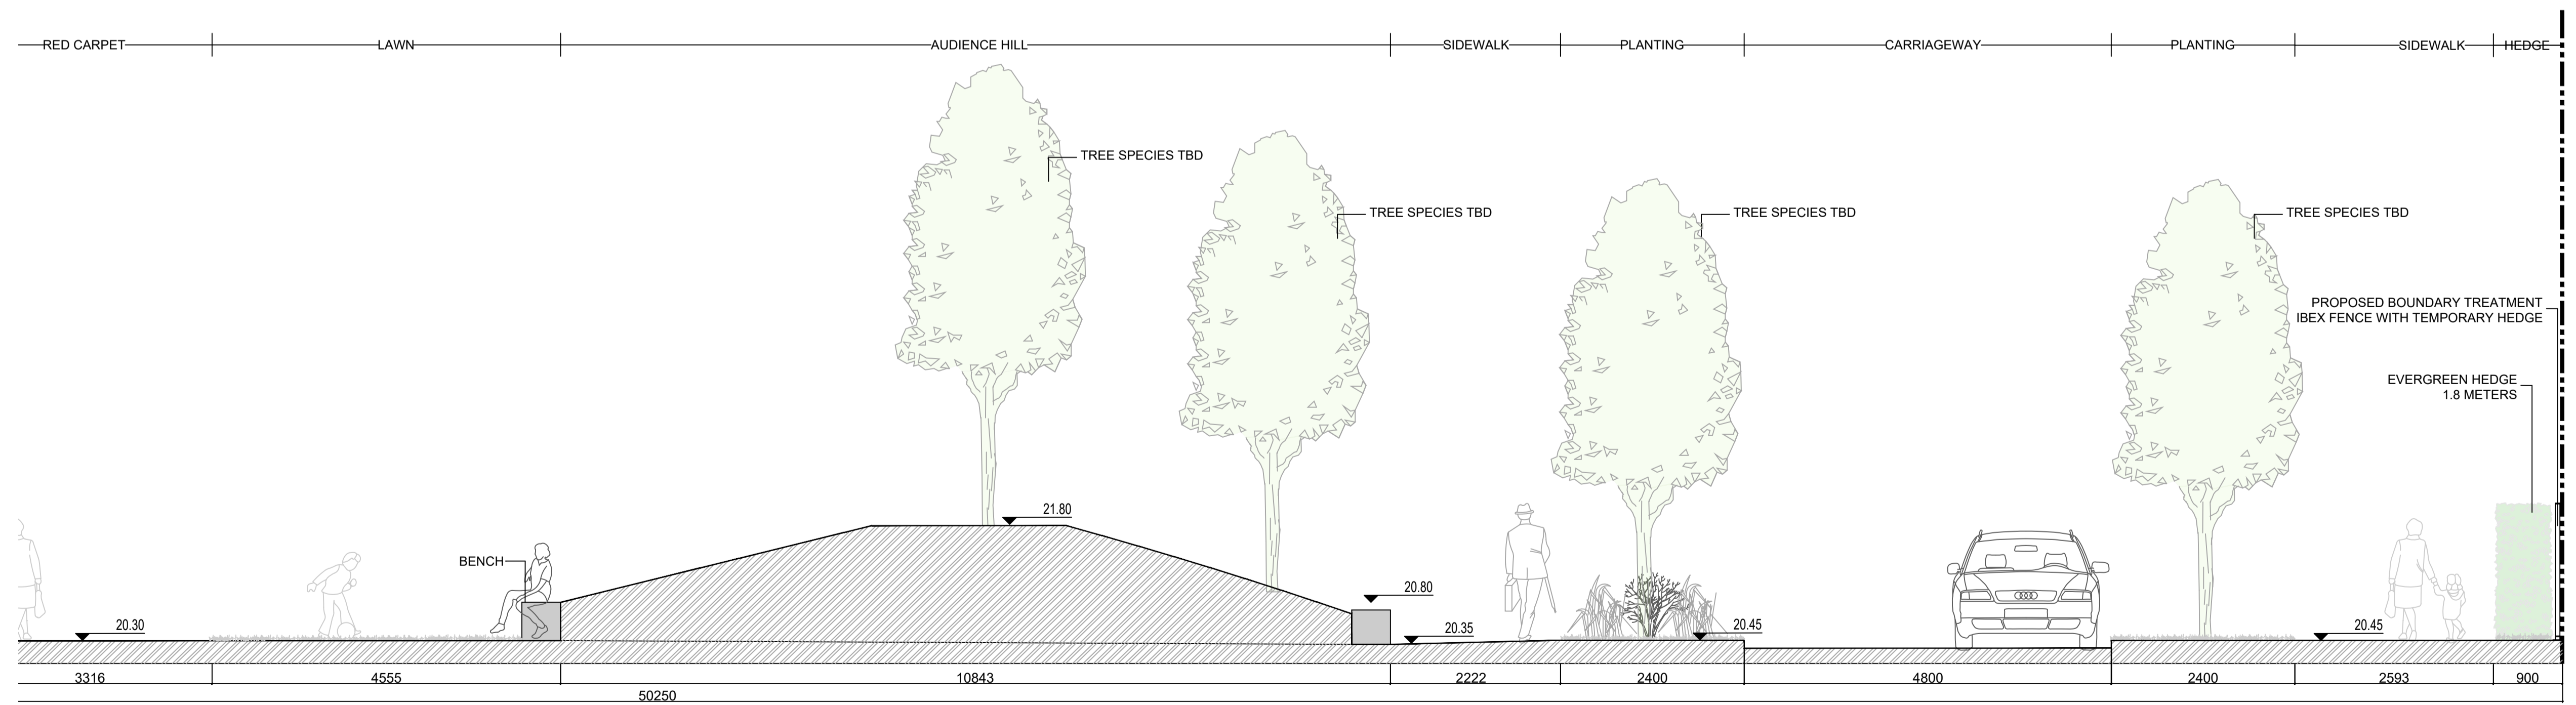 RED CARPET
LAWN
AUDIENCE HILL
SIDEWALK
PLANTING
CARRIAGEWAY
PLANTING
SIDEWALK
HEDGE
TREE SPECIES TBD
TREE SPECIES TBD
TREE SPECIES TBD
TREE SPECIES TBD
PROPOSED BOUNDARY TREATMENT
IBEX FENCE WITH TEMPORARY HEDGE
EVERGREEN HEDGE
1.8 METERS
21.80
BENCH
20.80
20.30
20.35
20.45
20.45
3316
4555
10843
2222
2400
4800
2400
2593
900
50250